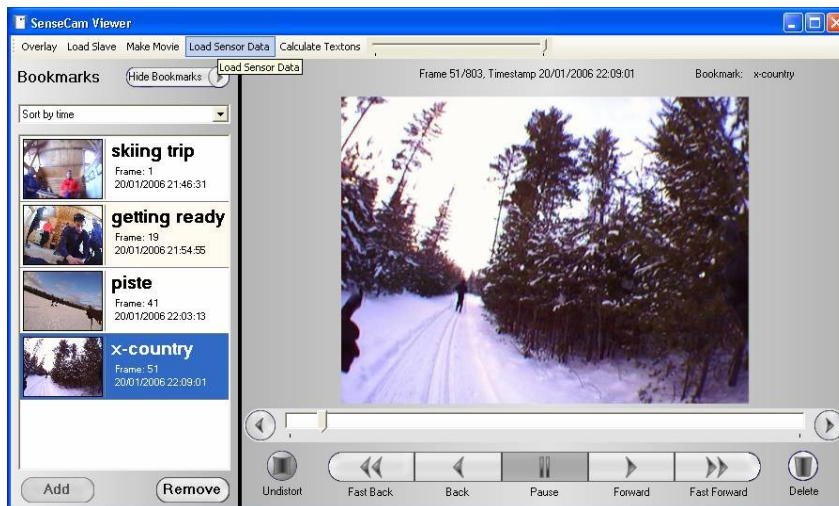 SenseCam Viewer
Overlay Load Slave Make Movie Load Sensor Data Calculate Textons
Load Sensor Data
Bookmarks
Hide Bookmarks
Frame 51/803, Timestamp 20/01/2006 22:09:01
Bookmark: x-country
Sort by time
skiing trip
Frame: 1
20/01/2006 21:46:31
getting ready
Frame: 19
20/01/2006 21:54:55
piste
Frame: 41
20/01/2006 22:03:13
x-country
Frame: 51
20/01/2006 22:09:01
Add
Remove
Undistort
Fast Back
Back
Pause
Forward
Fast Forward
Delete